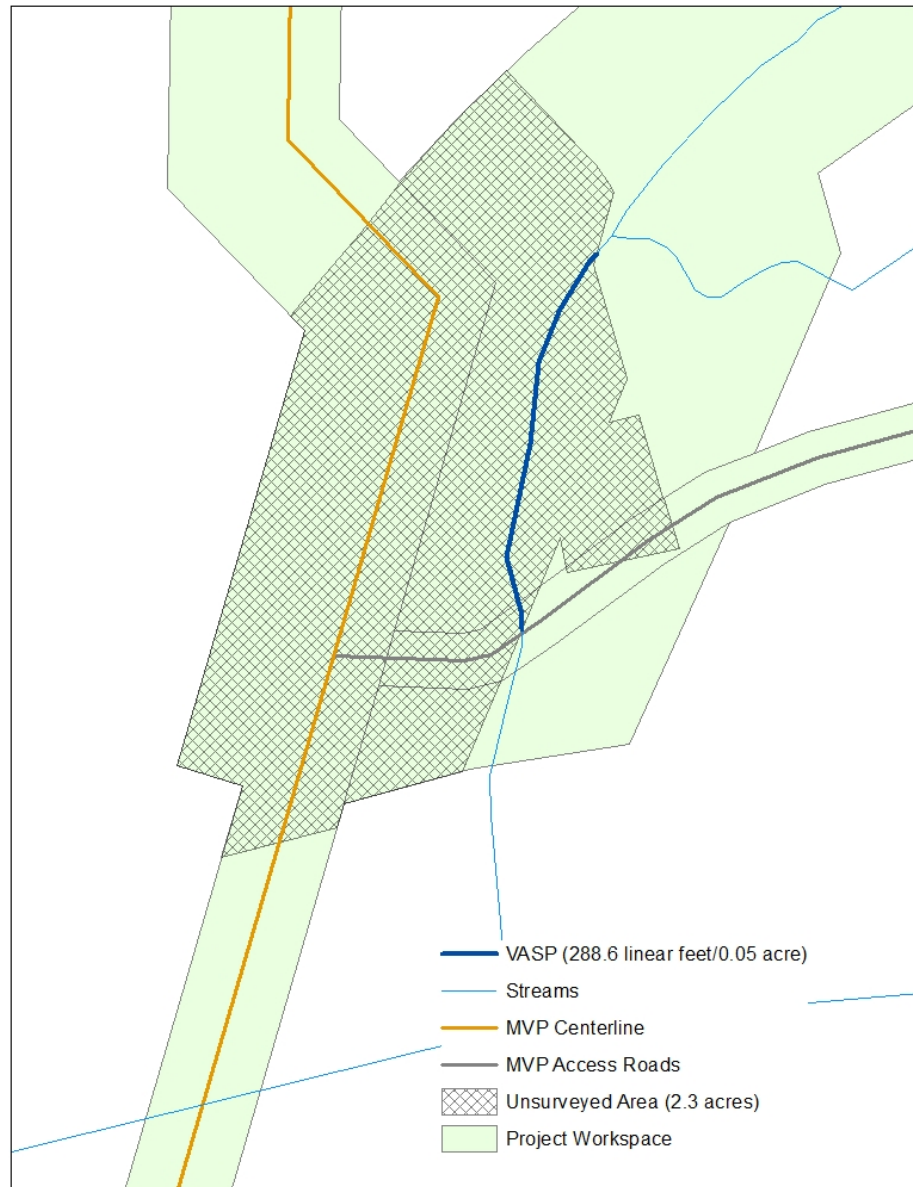 VASP (288.6 linear feet/0.05 acre)
Streams
MVP Centerline
MVP Access Roads
Unsurveyed Area (2.3 acres)
Project Workspace